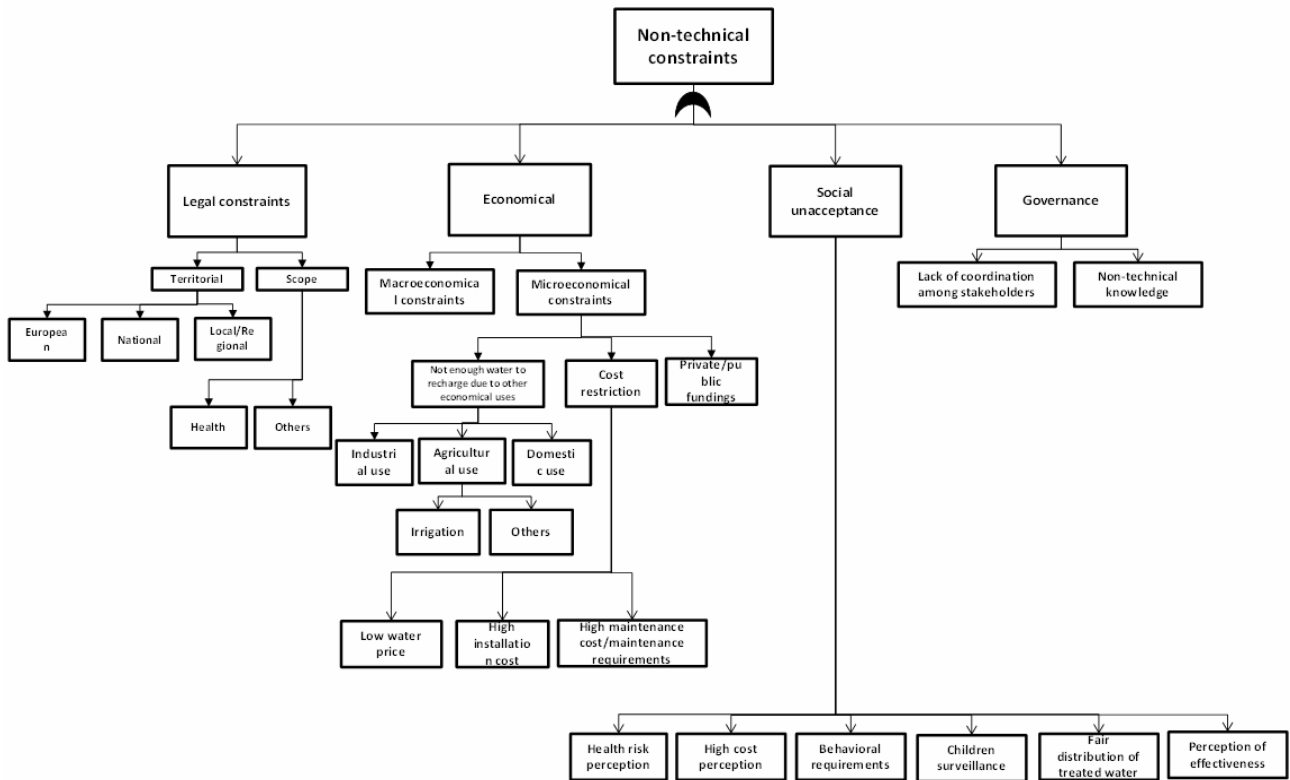 Non-technical
constraints
Legal constraints
Economical
Social
unacceptance
Governance
Territorial
Scope
Macroeconomica
l constraints
Microeconomical
constraints
Lack of coordination
among stakeholders
Non-technical
knowledge
Europea
n
National
Local/Re
gional
Not enough water to
recharge due to other
economical uses
Cost
restriction
Private/pu
blic
fundings
Health
Others
Industri
al use
Agricultur
al use
Domest
ic use
Irrigation
Others
Low water
price
High
installatio
n cost
High maintenance
cost/maintenance
requirements
Health risk
perception
High cost
perception
Behavioral
requirements
Children
surveillance
Fair
distribution of
treated water
Perception of
effectiveness